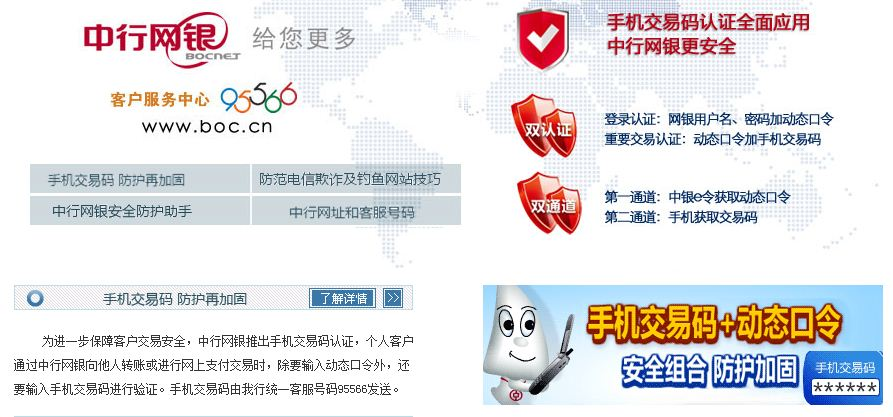 中行网银
BOCNET
给您更多
客户服务中心 95566
www.boc.cn
手机交易码 防护再加固
防范电信欺诈及钓鱼网站技巧
中行网银安全防护助手
中行网址和客服号码
手机交易码认证全面应用
中行网银更安全
双认证
登录认证：网银用户名、密码加动态口令
重要交易认证：动态口令加手机交易码
双通道
第一通道：中银e令获取动态口令
第二通道：手机获取交易码
手机交易码 防护再加固
了解详情
>>
为进一步保障客户交易安全，中行网银推出手机交易码认证，个人客户
通过中行网银向他人转账或进行网上支付交易时，除要输入动态口令外，还
要输入手机交易码进行验证。手机交易码由我行统一客服号码95566发送。
手机交易码+动态口令
安全组合 防护加固
手机交易码
******